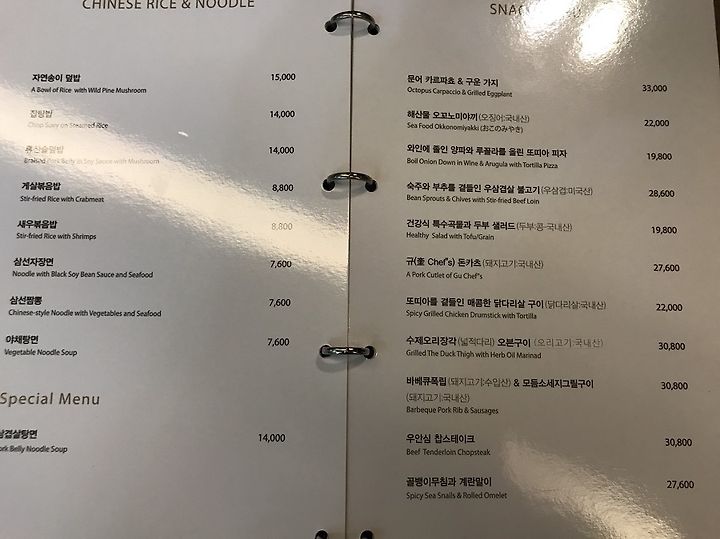 CHINESE RICE & NOODLE
자연송이 덮밥 15,000
A Bowl of Rice with Wild Pine Mushroom
잡탕밥 14,000
Chop Suey on Steamed Rice
14,000
Braised Pork Belly in Soy Sauce with Mushroom
게살볶음밥 8,800
Stir-fried Rice with Crabmeat
새우볶음밥 8,800
Stir-fried Rice with Shrimps
삼선자장면 7,600
Noodle with Black Soy Bean Sauce and Seafood
삼선짬뽕 7,600
Chinese-style Noodle with Vegetables and Seafood
야채탕면 7,600
Vegetable Noodle Soup
Special Menu
삼겹살탕면 14,000
Pork Belly Noodle Soup
문어 카르파쵸 & 구운 가지 33,000
Octopus Carpaccio & Grilled Eggplant
해산물 오꼬노미야끼(오징어:국내산) 22,000
Sea Food Okkonomiyakki (おこのみやき)
와인에 졸인 양파와 루꼴라를 올린 또띠아 피자 19,800
Boil Onion Down in Wine & Arugula with Tortilla Pizza
숙주와 부추를 곁들인 우삼겹살 불고기(우삼겹:미국산) 28,600
Bean Sprouts & Chives with Stir-fried Beef Loin
건강식 특수곡물과 두부 샐러드(두부:콩-국내산) 19,800
Healthy Salad with Tofu/Grain
규(奎 Chef's) 돈카츠(돼지고기:국내산) 27,600
A Pork Cutlet of Gu Chef"s
또띠아를 곁들인 매콤한 닭다리살 구이(닭다리살:국내산) 22,000
Spicy Grilled Chicken Drumstick with Tortilla
수제오리장각(넓적다리) 오븐구이 (오리고기:국내산) 30,800
Grilled The Duck Thigh with Herb Oil Marinad
바베큐폭립(돼지고기:수입산) & 모듬소세지그릴구이 30,800
(돼지고기:국내산)
Barbeque Pork Rib & Sausages
우안심 찹스테이크 30,800
Beef Tenderloin Chopsteak
골뱅이무침과 계란말이 27,600
Spicy Sea Snails & Rolled Omelet